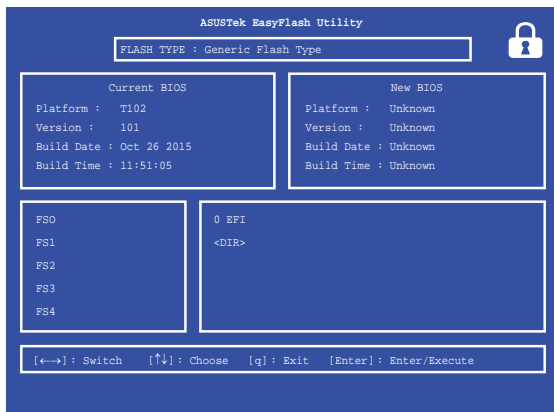 ASUSTek EasyFlash Utility
FLASH TYPE : Generic Flash Type
Current BIOS
Platform : T102
Version : 101
Build Date : Oct 26 2015
Build Time : 11:51:05
New BIOS
Platform : Unknown
Version : Unknown
Build Date : Unknown
Build Time : Unknown
FSO
FS1
FS2
FS3
FS4
0 EFI
<DIR>
[←→]: Switch [↑↓]: Choose [q]: Exit [Enter]: Enter/Execute